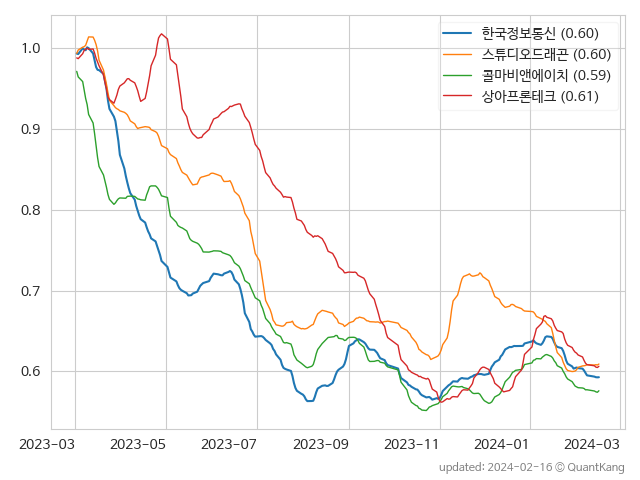 한국정보통신 (0.60)
스튜디오드래곤 (0.60)
콜마비앤에이치 (0.59)
상아프론테크 (0.61)
1.0
0.9
0.8
0.7
0.6
2023-03 2023-05 2023-07 2023-09 2023-11 2024-01 2024-03
updated: 2024-02-16 © QuantKang